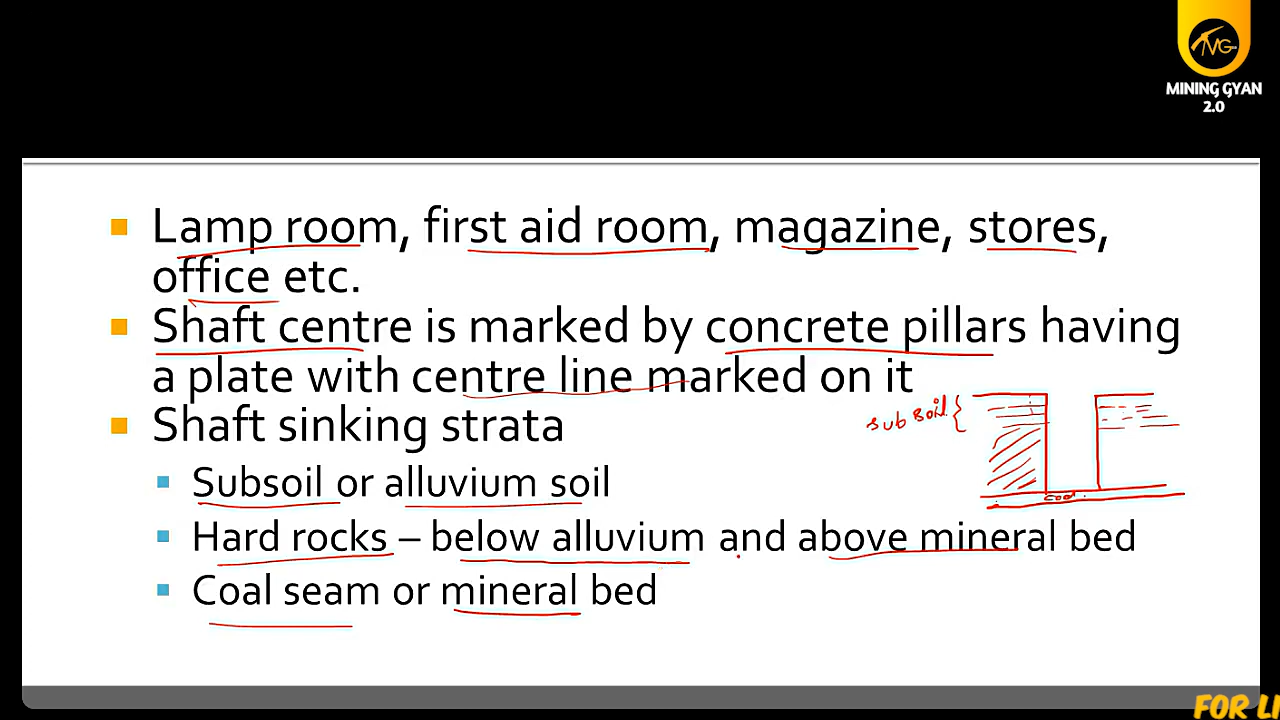 MG
MINING GYAN
2.0
Lamp room, first aid room, magazine, stores,
office etc.
Shaft centre is marked by concrete pillars having
a plate with centre line marked on it
Shaft sinking strata
sub soil
Subsoil or alluvium soil
coal
Hard rocks – below alluvium and above mineral bed
Coal seam or mineral bed
FOR LI